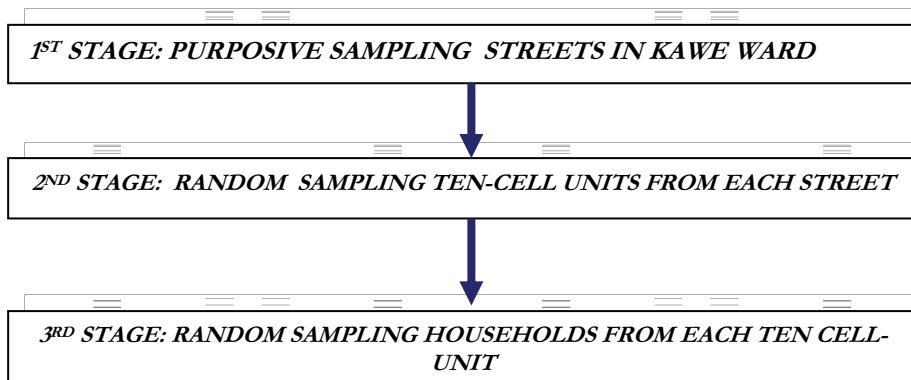 1ST STAGE: PURPOSIVE SAMPLING STREETS IN KAWE WARD
2ND STAGE: RANDOM SAMPLING TEN-CELL UNITS FROM EACH STREET
3RD STAGE: RANDOM SAMPLING HOUSEHOLDS FROM EACH TEN CELL-
UNIT